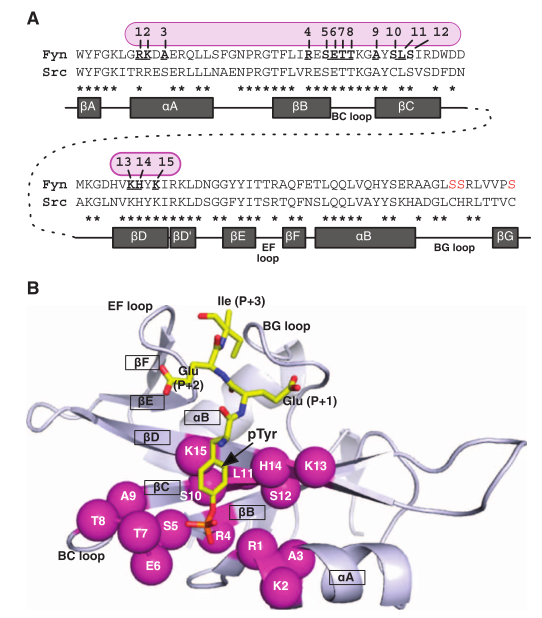 A
12 3 4 5678 9 10 11 12
Fyn WYFGKLGRKDAERQLLSFGNPRGTFLIRESETTKGAYSLSIRDWDD
Src WYFGKITRRESERLLLNAENPRGTFLVRESETTKGAYCLSVSDFDN
βA αA βB BC loop βC
13 14 15
Fyn MKGDHVKHYKIRKLDNGGYYITTRAQFETLQQLVQHYSERAAGLSSRLVVPS
Src AKGLNVKHYKIRKLDSGGFYITSRTQFNSLQQLVAYYSKHADGLCHRLTTVC
βD βD' βE EF loop βF αB BG loop βG
B
Ile (P+3)
EF loop
BG loop
βF
Glu (P+2)
Glu (P+1)
βE
αB
βD
pTyr
K15
L11
H14
K13
βC
S10
S12
A9
βB
T8
T7
S5
R4
BC loop
E6
R1
A3
αA
K2